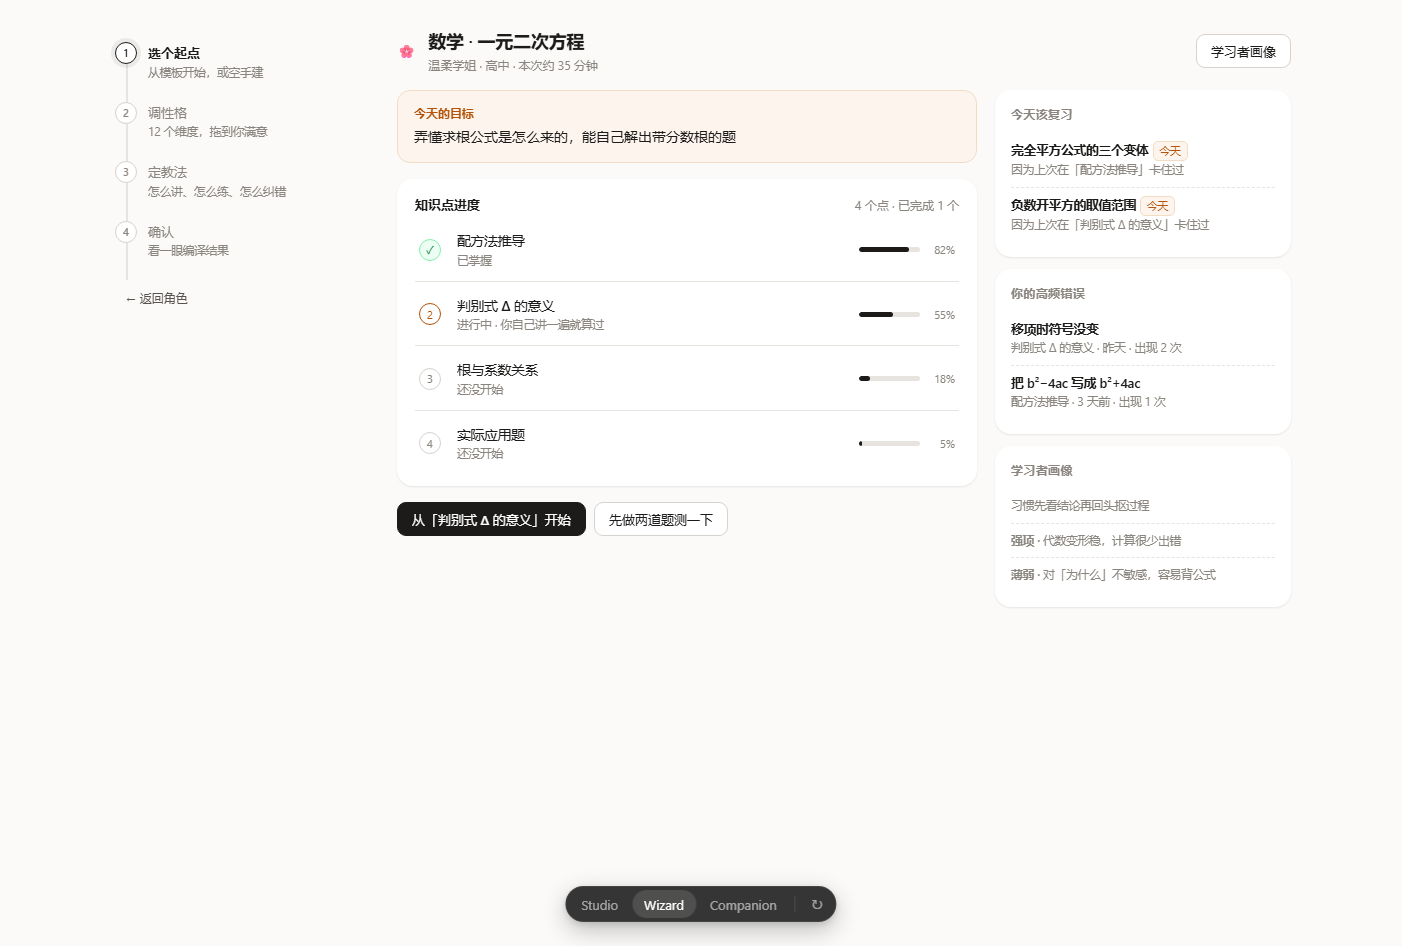 1
选个起点
从模板开始，或空手建
2
调性格
12 个维度，拖到你满意
3
定教法
怎么讲、怎么练、怎么纠错
4
确认
看一眼编译结果
← 返回角色
数学 · 一元二次方程
温柔学姐 · 高中 · 本次约 35 分钟
学习者画像
今天的目标
弄懂求根公式是怎么来的，能自己解出带分数根的题
知识点进度
4 个点 · 已完成 1 个
✓
配方法推导
已掌握
82%
2
判别式 Δ 的意义
进行中 · 你自己讲一遍就算过
55%
3
根与系数关系
还没开始
18%
4
实际应用题
还没开始
5%
从「判别式 Δ 的意义」开始
先做两道题测一下
今天该复习
完全平方公式的三个变体 今天
因为上次在「配方法推导」卡住过
负数开平方的取值范围 今天
因为上次在「判别式 Δ 的意义」卡住过
你的高频错误
移项时符号没变
判别式 Δ 的意义 · 昨天 · 出现 2 次
把 b²−4ac 写成 b²+4ac
配方法推导 · 3 天前 · 出现 1 次
学习者画像
习惯先看结论再回头抠过程
强项 · 代数变形稳，计算很少出错
薄弱 · 对「为什么」不敏感，容易背公式
Studio
Wizard
Companion
↻